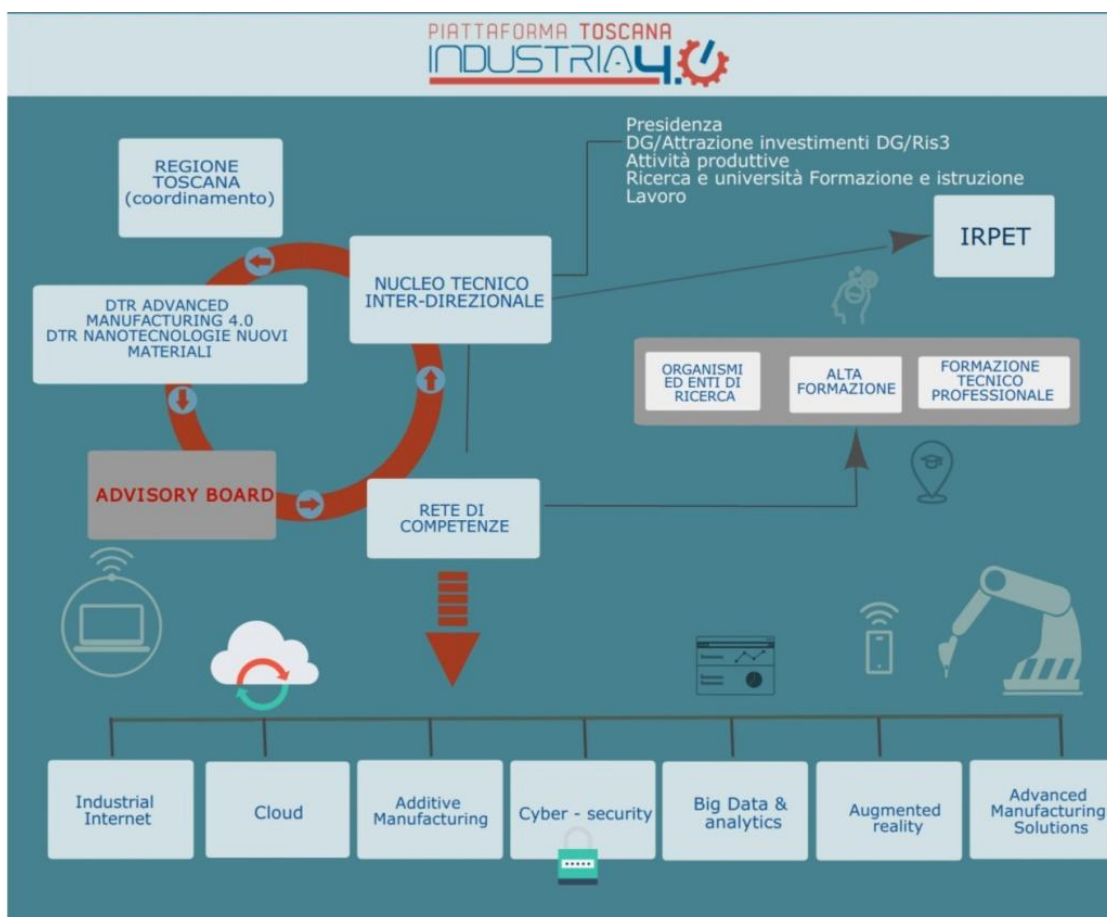 PIATTAFORMA TOSCANA
INDUSTRIA 4.0
Presidenza
DG/Attrazione investimenti DG/Ris3
Attività produttive
Ricerca e università Formazione e istruzione
Lavoro
REGIONE
TOSCANA
(coordinamento)
IRPET
NUCLEO TECNICO
INTER-DIREZIONALE
DTR ADVANCED
MANUFACTURING 4.0
DTR NANOTECNOLOGIE NUOVI
MATERIALI
ORGANISMI
ED ENTI DI
RICERCA
ALTA
FORMAZIONE
FORMAZIONE
TECNICO
PROFESSIONALE
ADVISORY BOARD
RETE DI
COMPETENZE
Industrial
Internet
Cloud
Additive
Manufacturing
Cyber - security
Big Data &
analytics
Augmented
reality
Advanced
Manufacturing
Solutions